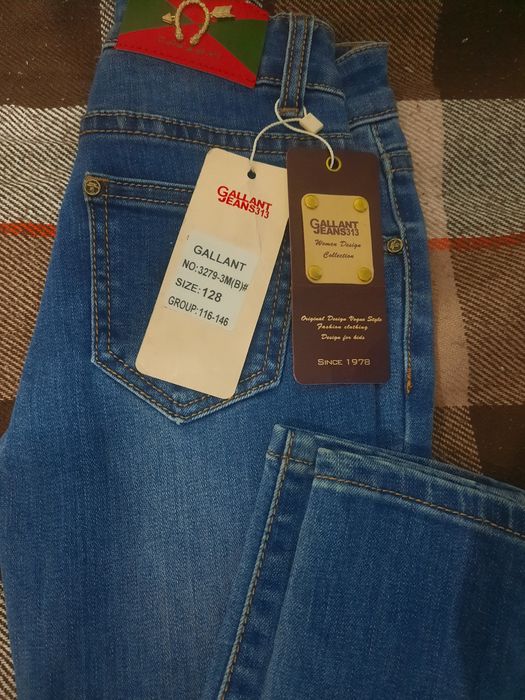 GALLANT
JEANS313
GALLANT
NO:3279-3M(B)#
SIZE: 128
GROUP:116-146
GALLANT
JEANS313
Women Design
Collection
Original Design Vogue Style
Fashion clothing
Design for kids
SINCE 1978